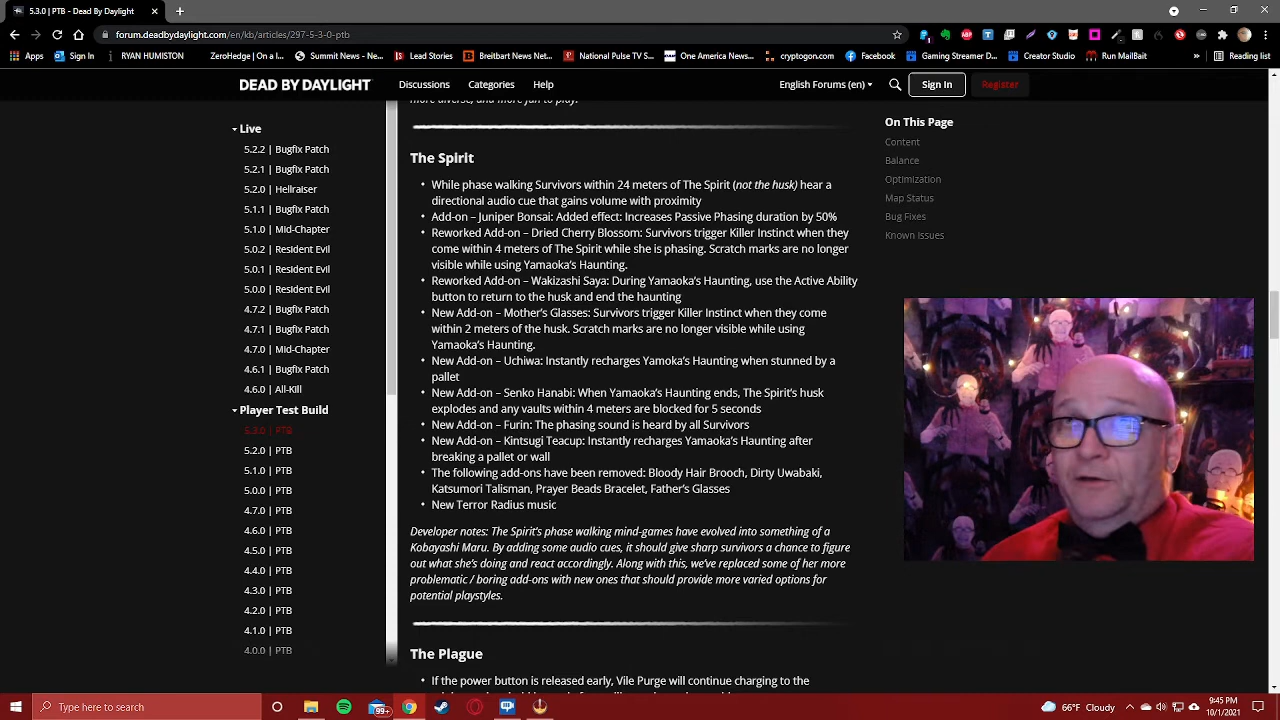 5.3.0 | PTB
forum.deadbydaylight.com/en/kb/articles/297-5-3-0-ptb
Apps
Sign In
RYAN HUMISTON
ZeroHedge | On a l...
Summit News – Ne...
Lead Stories
Breitbart News Net...
National Pulse TV S...
One America News...
cryptogon.com
Facebook
Gaming Streamer D...
Creator Studio
Run MailBait
»
Reading list
DEAD BY DAYLIGHT
Discussions
Categories
Help
English Forums (en)
Sign In
Register
more diverse, and more fun to play.
Live
5.2.2 | Bugfix Patch
5.2.1 | Bugfix Patch
5.2.0 | Hellraiser
5.1.1 | Bugfix Patch
5.1.0 | Mid-Chapter
5.0.2 | Resident Evil
5.0.1 | Resident Evil
5.0.0 | Resident Evil
4.7.2 | Bugfix Patch
4.7.1 | Bugfix Patch
4.7.0 | Mid-Chapter
4.6.1 | Bugfix Patch
4.6.0 | All-Kill
Player Test Build
5.3.0 | PTB
5.2.0 | PTB
5.1.0 | PTB
5.0.0 | PTB
4.7.0 | PTB
4.6.0 | PTB
4.5.0 | PTB
4.4.0 | PTB
4.3.0 | PTB
4.2.0 | PTB
4.1.0 | PTB
4.0.0 | PTB
The Spirit
• While phase walking Survivors within 24 meters of The Spirit (not the husk) hear a
directional audio cue that gains volume with proximity
• Add-on – Juniper Bonsai: Added effect: Increases Passive Phasing duration by 50%
• Reworked Add-on – Dried Cherry Blossom: Survivors trigger Killer Instinct when they
come within 4 meters of The Spirit while she is phasing. Scratch marks are no longer
visible while using Yamaoka's Haunting.
• Reworked Add-on – Wakizashi Saya: During Yamaoka's Haunting, use the Active Ability
button to return to the husk and end the haunting
• New Add-on – Mother's Glasses: Survivors trigger Killer Instinct when they come
within 2 meters of the husk. Scratch marks are no longer visible while using
Yamaoka's Haunting.
• New Add-on – Uchiwa: Instantly recharges Yamoka's Haunting when stunned by a
pallet
• New Add-on – Senko Hanabi: When Yamaoka's Haunting ends, The Spirit's husk
explodes and any vaults within 4 meters are blocked for 5 seconds
• New Add-on – Furin: The phasing sound is heard by all Survivors
• New Add-on – Kintsugi Teacup: Instantly recharges Yamaoka's Haunting after
breaking a pallet or wall
• The following add-ons have been removed: Bloody Hair Brooch, Dirty Uwabaki,
Katsumori Talisman, Prayer Beads Bracelet, Father's Glasses
• New Terror Radius music
Developer notes: The Spirit's phase walking mind-games have evolved into something of a
Kobayashi Maru. By adding some audio cues, it should give sharp survivors a chance to figure
out what she's doing and react accordingly. Along with this, we've replaced some of her more
problematic / boring add-ons with new ones that should provide more varied options for
potential playstyles.
The Plague
• If the power button is released early, Vile Purge will continue charging to the
On This Page
Content
Balance
Optimization
Map Status
Bug Fixes
Known Issues
Type here to search
99+
66°F Cloudy
9:45 PM
10/1/2021